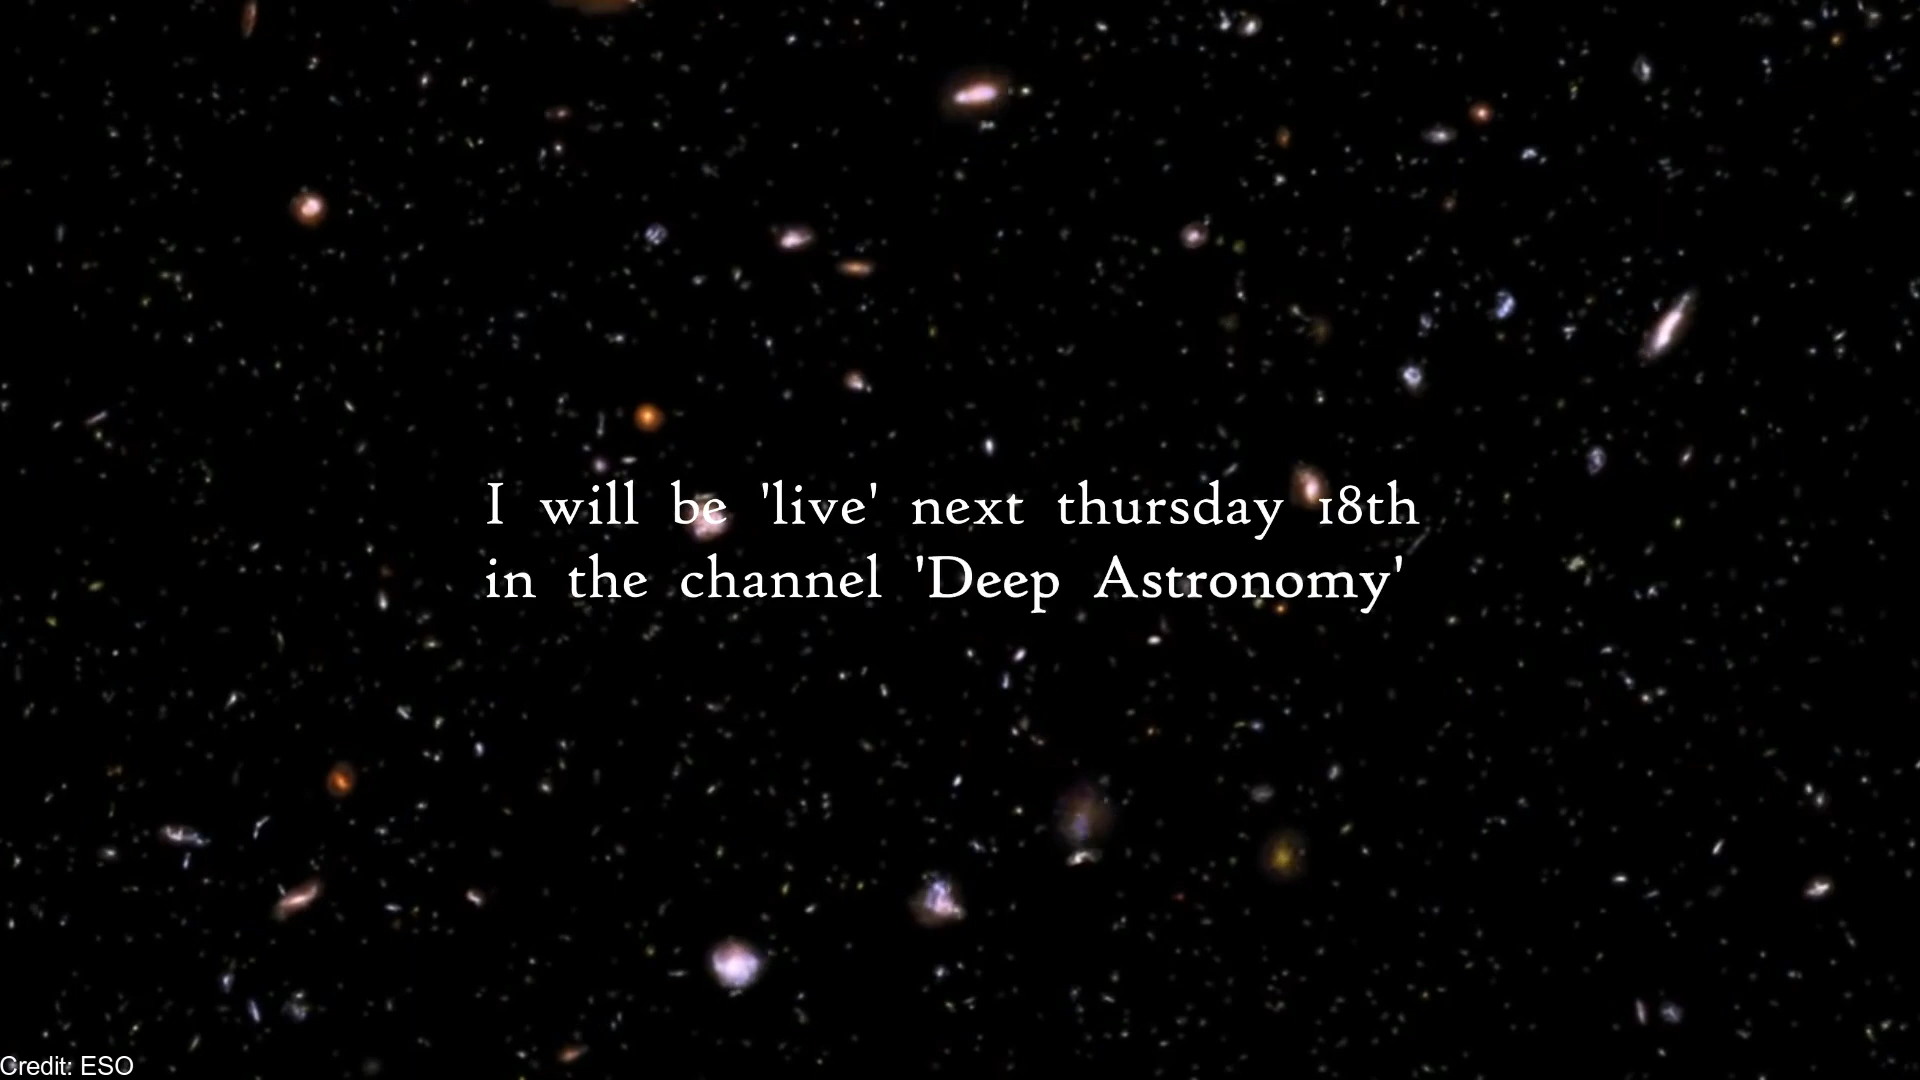 I will be 'live' next thursday 18th
in the channel 'Deep Astronomy'
Credit: ESO